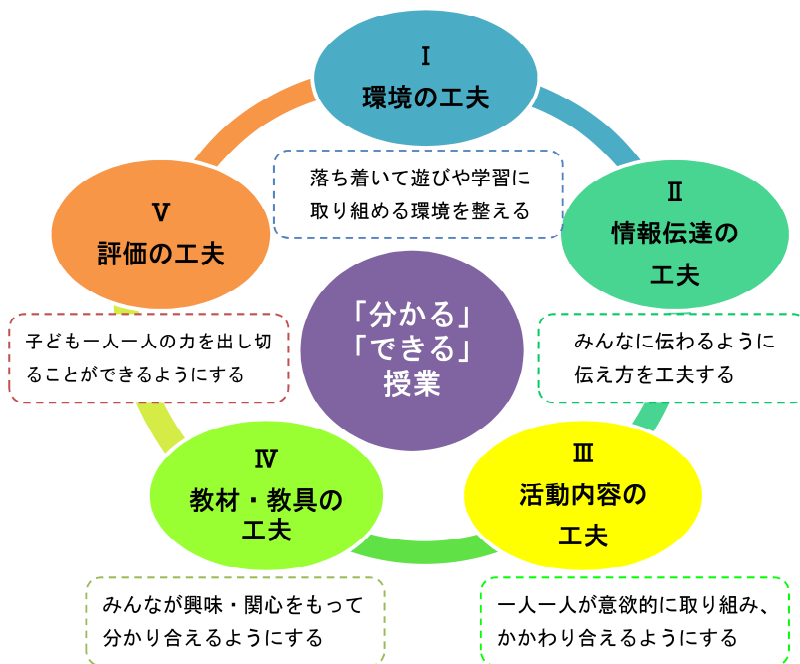 Ⅰ
環境の工夫
落ち着いて遊びや学習に
取り組める環境を整える
Ⅱ
情報伝達の
工夫
みんなに伝わるように
伝え方を工夫する
Ⅲ
活動内容の
工夫
一人一人が意欲的に取り組み、
かかわり合えるようにする
Ⅳ
教材・教具の
工夫
みんなが興味・関心をもって
分かり合えるようにする
Ⅴ
評価の工夫
子ども一人一人の力を出し切
ることができるようにする
「分かる」
「できる」
授業